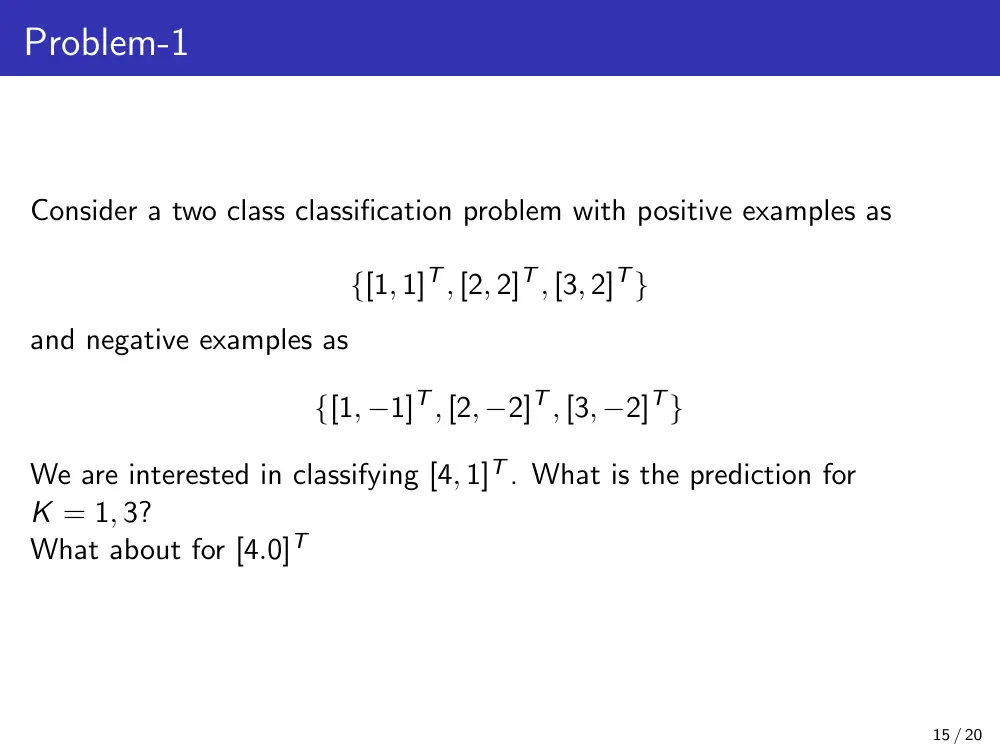 Problem-1
Consider a two class classification problem with positive examples as
{[1, 1]^T, [2, 2]^T, [3, 2]^T}
and negative examples as
{[1, −1]^T, [2, −2]^T, [3, −2]^T}
We are interested in classifying [4, 1]^T. What is the prediction for
K = 1, 3?
What about for [4.0]^T
15 / 20